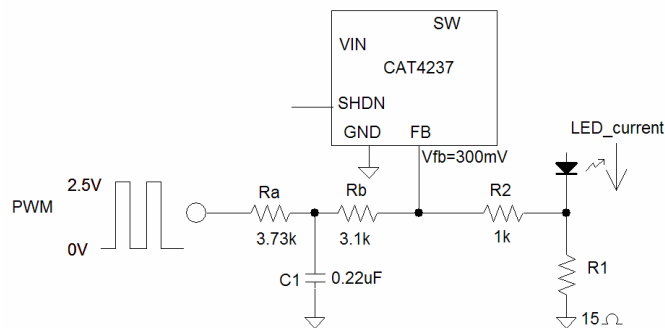 SW
VIN
CAT4237
SHDN
GND FB
LED_current
Vfb=300mV
2.5V
PWM
0V
Ra
Rb
R2
3.73k
3.1k
1k
C1 0.22uF
R1
15Ω